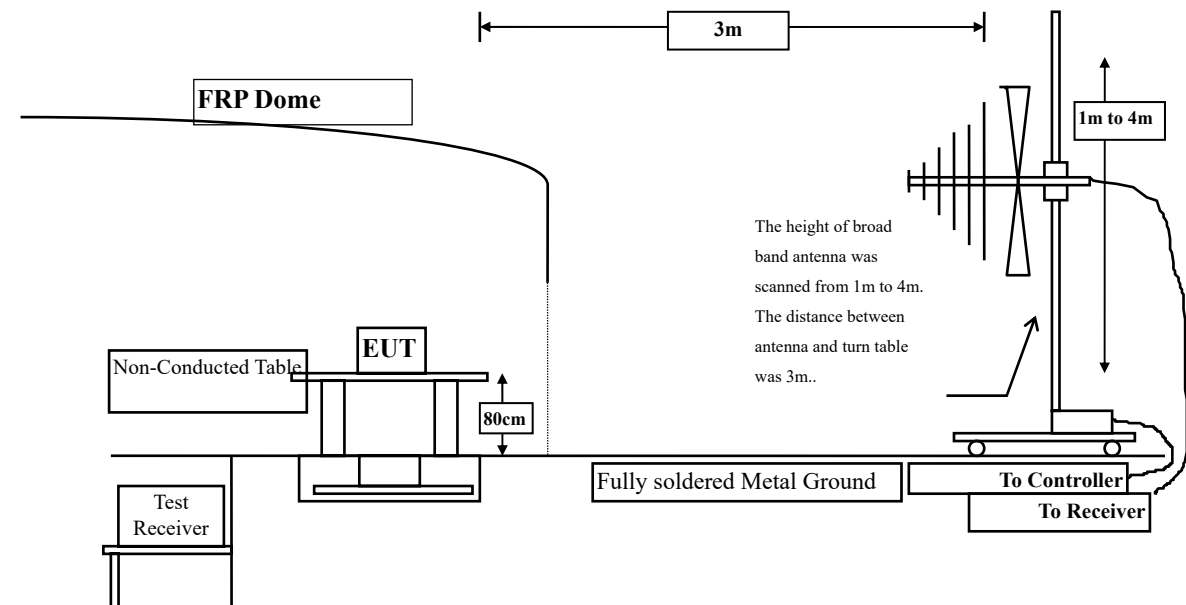 3m
FRP Dome
1m to 4m
The height of broad
band antenna was
scanned from 1m to 4m.
The distance between
antenna and turn table
was 3m..
EUT
Non-Conducted Table
80cm
Fully soldered Metal Ground
To Controller
To Receiver
Test
Receiver